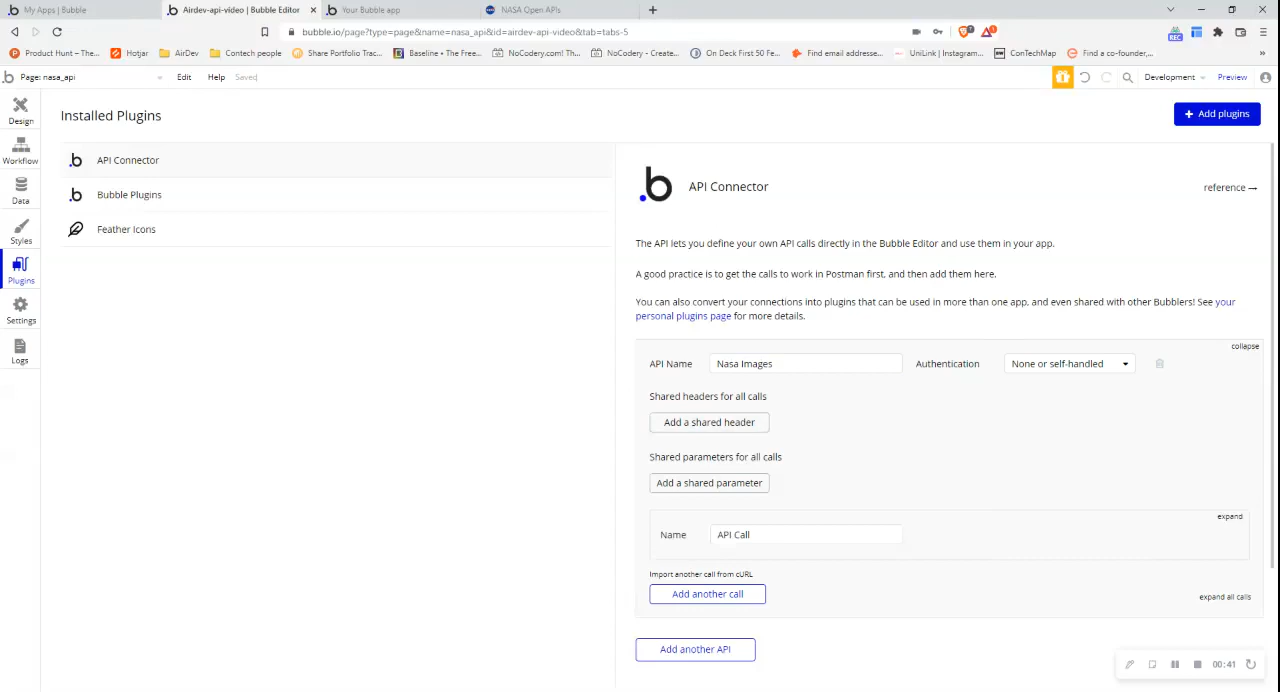 My Apps | Bubble
Airdev-api-video | Bubble Editor
Your Bubble app
NASA Open APIs
bubble.io/page?type=page&name=nasa_api&id=airdev-api-video&tab=tabs-5
Product Hunt – The...
Hotjar
AirDev
Contech people
Share Portfolio Trac...
Baseline • The Free...
NoCodery.com! Th...
NoCodery - Create...
On Deck First 50 Fe...
Find email addresse...
UniLink | Instagram...
ConTechMap
Find a co-founder,...
Page: nasa_api
Edit
Help
Saved
Development
Preview
Design
Workflow
Data
Styles
Plugins
Settings
Logs
Installed Plugins
+ Add plugins
API Connector
Bubble Plugins
Feather Icons
API Connector
reference →
The API lets you define your own API calls directly in the Bubble Editor and use them in your app.
A good practice is to get the calls to work in Postman first, and then add them here.
You can also convert your connections into plugins that can be used in more than one app, and even shared with other Bubblers! See your
personal plugins page for more details.
collapse
API Name
Nasa Images
Authentication
None or self-handled
Shared headers for all calls
Add a shared header
Shared parameters for all calls
Add a shared parameter
expand
Name
API Call
Import another call from cURL
Add another call
expand all calls
Add another API
00:41